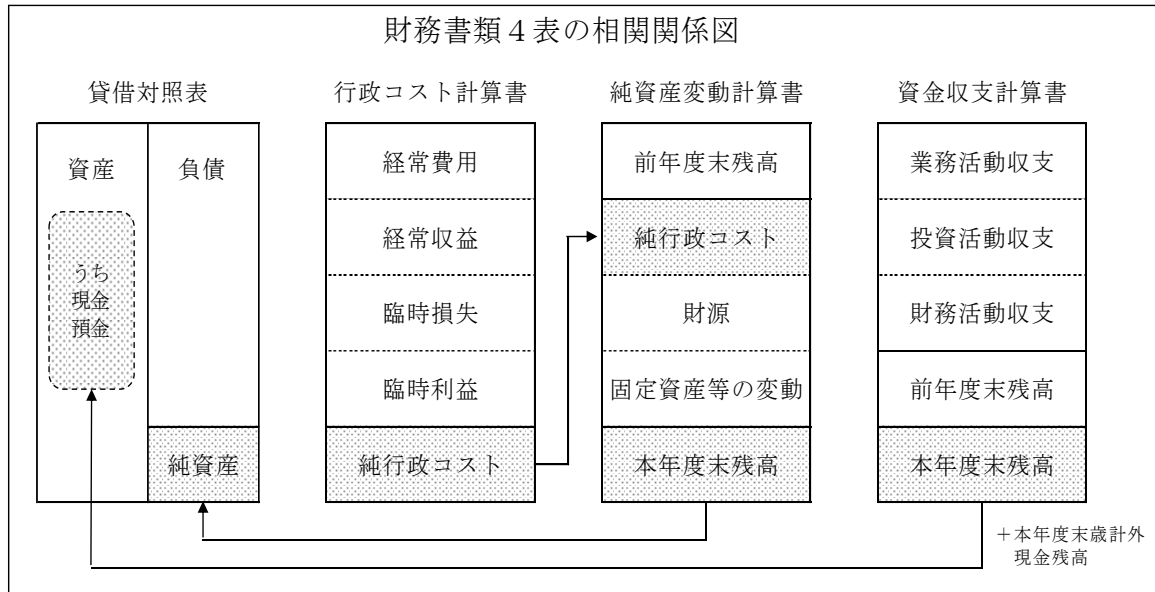 財務書類４表の相関関係図
貸借対照表
資産
負債
うち
現金
預金
純資産
行政コスト計算書
経常費用
経常収益
臨時損失
臨時利益
純行政コスト
純資産変動計算書
前年度末残高
純行政コスト
財源
固定資産等の変動
本年度末残高
資金収支計算書
業務活動収支
投資活動収支
財務活動収支
前年度末残高
本年度末残高
＋本年度末歳計外
現金残高